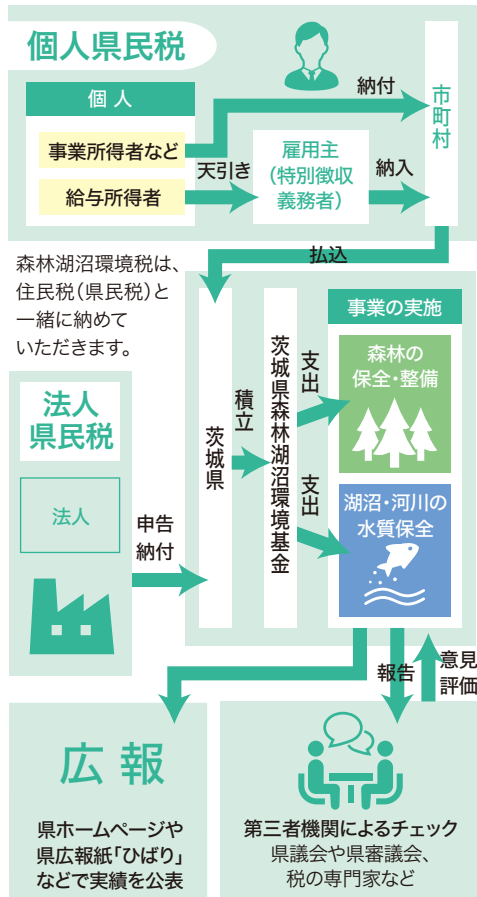 個人県民税
個人
事業所得者など
給与所得者
納付
天引き
雇用主
（特別徴収
義務者）
納入
市町村
払込
森林湖沼環境税は、
住民税（県民税）と
一緒に納めて
いただきます。
法人
県民税
法人
申告
納付
茨城県
積立
茨城県森林湖沼環境基金
支出
支出
事業の実施
森林の
保全・整備
湖沼・河川の
水質保全
報告
意見
評価
広報
県ホームページや
県広報紙「ひばり」
などで実績を公表
第三者機関によるチェック
県議会や県審議会、
税の専門家など